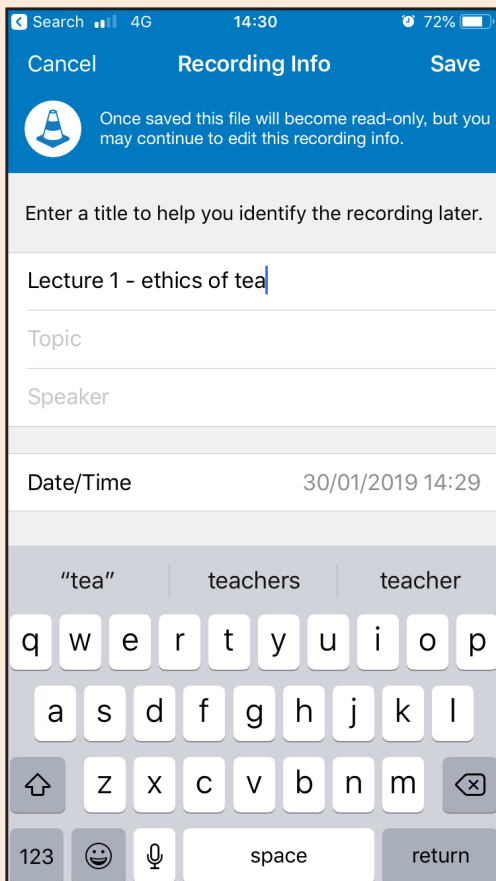 Search 4G 14:30 72%
Cancel Recording Info Save
Once saved this file will become read-only, but you
may continue to edit this recording info.
Enter a title to help you identify the recording later.
Lecture 1 - ethics of tea
Topic
Speaker
Date/Time 30/01/2019 14:29
“tea” teachers teacher
q w e r t y u i o p
a s d f g h j k l
z x c v b n m
123 space return